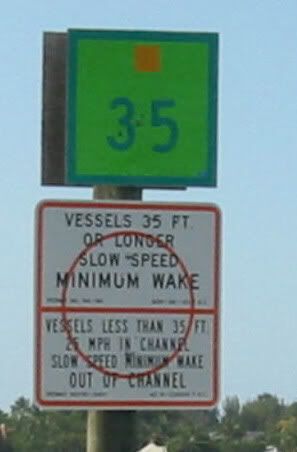 35
VESSELS 35 FT.
OR LONGER
SLOW SPEED
MINIMUM WAKE
VESSELS LESS THAN 35 FT.
25 MPH IN CHANNEL
SLOW SPEED MINIMUM WAKE
OUT OF CHANNEL